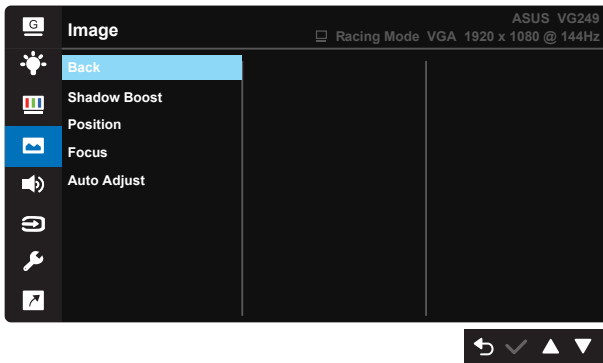 G
Image
ASUS VG249
Racing Mode VGA 1920 x 1080 @ 144Hz
Back
Shadow Boost
Position
Focus
Auto Adjust